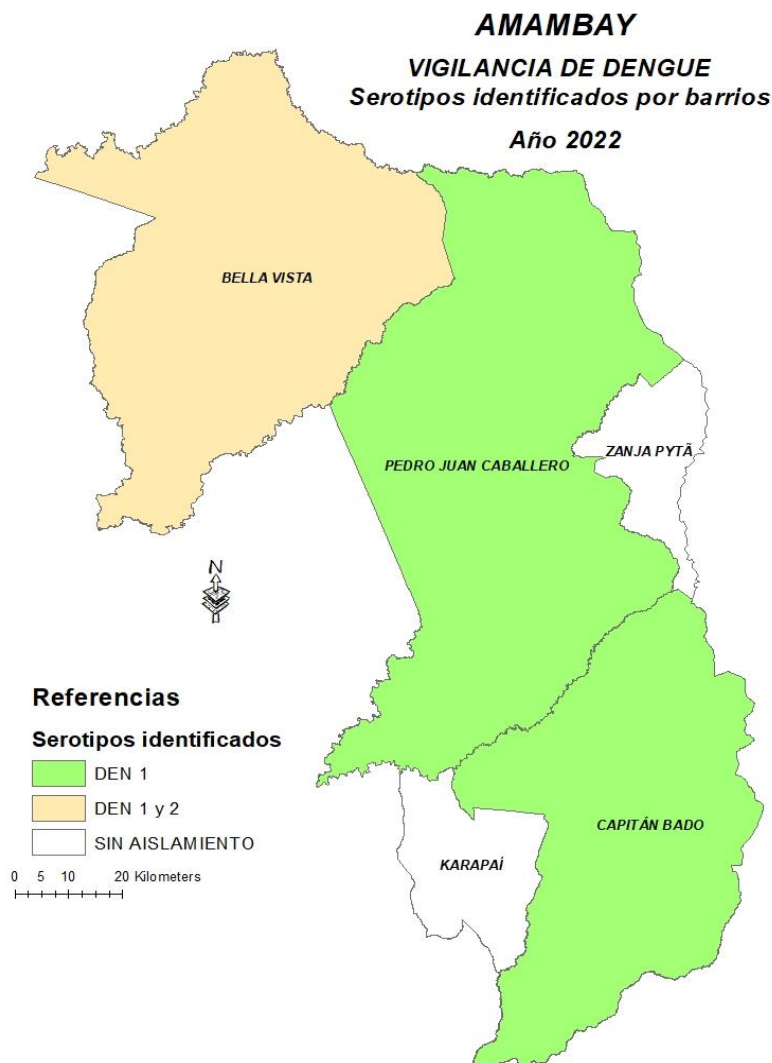 AMAMBAY
VIGILANCIA DE DENGUE
Serotipos identificados por barrios
Año 2022
BELLA VISTA
PEDRO JUAN CABALLERO
ZANJA PYTÃ
N
CAPITÁN BADO
KARAPAÍ
Referencias
Serotipos identificados
DEN 1
DEN 1 y 2
SIN AISLAMIENTO
0 5 10 20 Kilometers